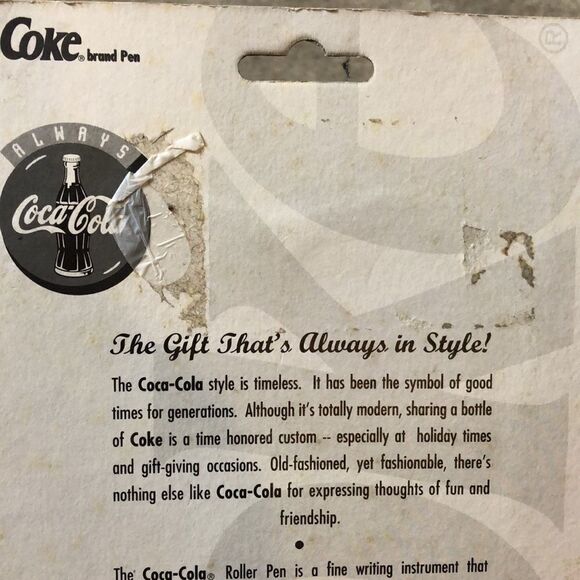 Coke® brand Pen
®
ALWAYS
Coca-Cola
The Gift That's Always in Style!
The Coca-Cola style is timeless. It has been the symbol of good
times for generations. Although it's totally modern, sharing a bottle
of Coke is a time honored custom -- especially at holiday times
and gift-giving occasions. Old-fashioned, yet fashionable, there's
nothing else like Coca-Cola for expressing thoughts of fun and
friendship.
•
The Coca-Cola® Roller Pen is a fine writing instrument that